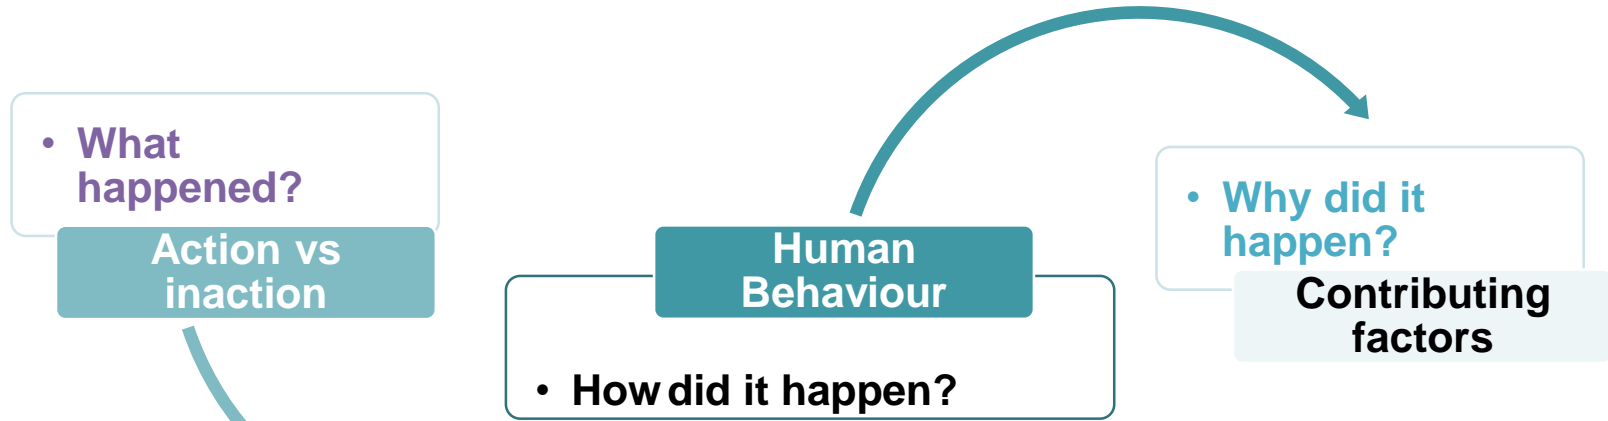 • What
happened?
Action vs
inaction
Human
Behaviour
• How did it happen?
• Why did it
happen?
Contributing
factors